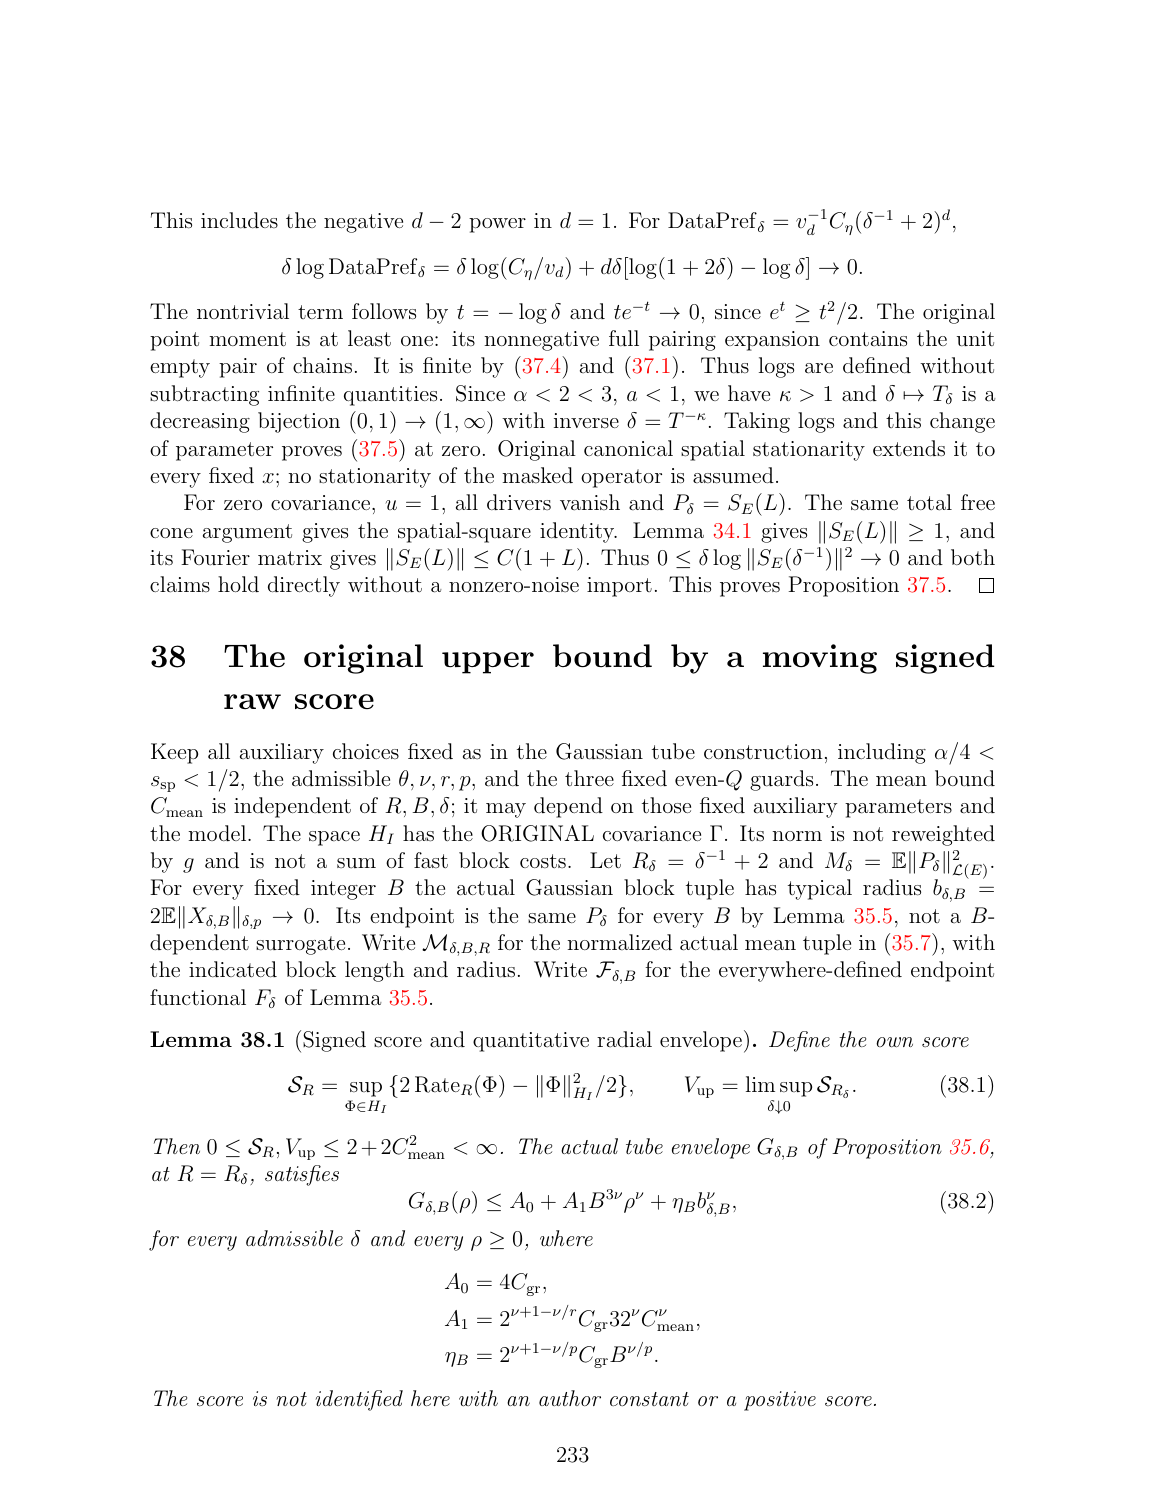 This includes the negative d − 2 power in d = 1. For DataPref_δ = v_d^{−1}C_η(δ^{−1} + 2)^d,
δ log DataPref_δ = δ log(C_η/v_d) + dδ[log(1 + 2δ) − log δ] → 0.
The nontrivial term follows by t = − log δ and te^{−t} → 0, since e^t ≥ t^2/2. The original
point moment is at least one: its nonnegative full pairing expansion contains the unit
empty pair of chains. It is finite by (37.4) and (37.1). Thus logs are defined without
subtracting infinite quantities. Since α < 2 < 3, a < 1, we have κ > 1 and δ ↦ T_δ is a
decreasing bijection (0, 1) → (1, ∞) with inverse δ = T^{−κ}. Taking logs and this change
of parameter proves (37.5) at zero. Original canonical spatial stationarity extends it to
every fixed x; no stationarity of the masked operator is assumed.
For zero covariance, u = 1, all drivers vanish and P_δ = S_E(L). The same total free
cone argument gives the spatial-square identity. Lemma 34.1 gives ‖S_E(L)‖ ≥ 1, and
its Fourier matrix gives ‖S_E(L)‖ ≤ C(1 + L). Thus 0 ≤ δ log ‖S_E(δ^{−1})‖^2 → 0 and both
claims hold directly without a nonzero-noise import. This proves Proposition 37.5. □
38 The original upper bound by a moving signed
raw score
Keep all auxiliary choices fixed as in the Gaussian tube construction, including α/4 <
s_sp < 1/2, the admissible θ, ν, r, p, and the three fixed even-Q guards. The mean bound
C_mean is independent of R, B, δ; it may depend on those fixed auxiliary parameters and
the model. The space H_I has the ORIGINAL covariance Γ. Its norm is not reweighted
by g and is not a sum of fast block costs. Let R_δ = δ^{−1} + 2 and M_δ = 𝔼‖P_δ‖^2_{ℒ(E)}.
For every fixed integer B the actual Gaussian block tuple has typical radius b_{δ,B} =
2𝔼‖X_{δ,B}‖_{δ,p} → 0. Its endpoint is the same P_δ for every B by Lemma 35.5, not a B-
dependent surrogate. Write ℳ_{δ,B,R} for the normalized actual mean tuple in (35.7), with
the indicated block length and radius. Write ℱ_{δ,B} for the everywhere-defined endpoint
functional F_δ of Lemma 35.5.
Lemma 38.1 (Signed score and quantitative radial envelope). Define the own score
𝒮_R = sup_{Φ∈H_I} {2 Rate_R(Φ) − ‖Φ‖^2_{H_I}/2}, V_up = lim sup_{δ↓0} 𝒮_{R_δ}. (38.1)
Then 0 ≤ 𝒮_R, V_up ≤ 2+2C^2_mean < ∞. The actual tube envelope G_{δ,B} of Proposition 35.6,
at R = R_δ, satisfies
G_{δ,B}(ρ) ≤ A_0 + A_1B^{3ν}ρ^ν + η_Bb^ν_{δ,B}, (38.2)
for every admissible δ and every ρ ≥ 0, where
A_0 = 4C_gr,
A_1 = 2^{ν+1−ν/r}C_gr32^νC^ν_mean,
η_B = 2^{ν+1−ν/p}C_grB^{ν/p}.
The score is not identified here with an author constant or a positive score.
233